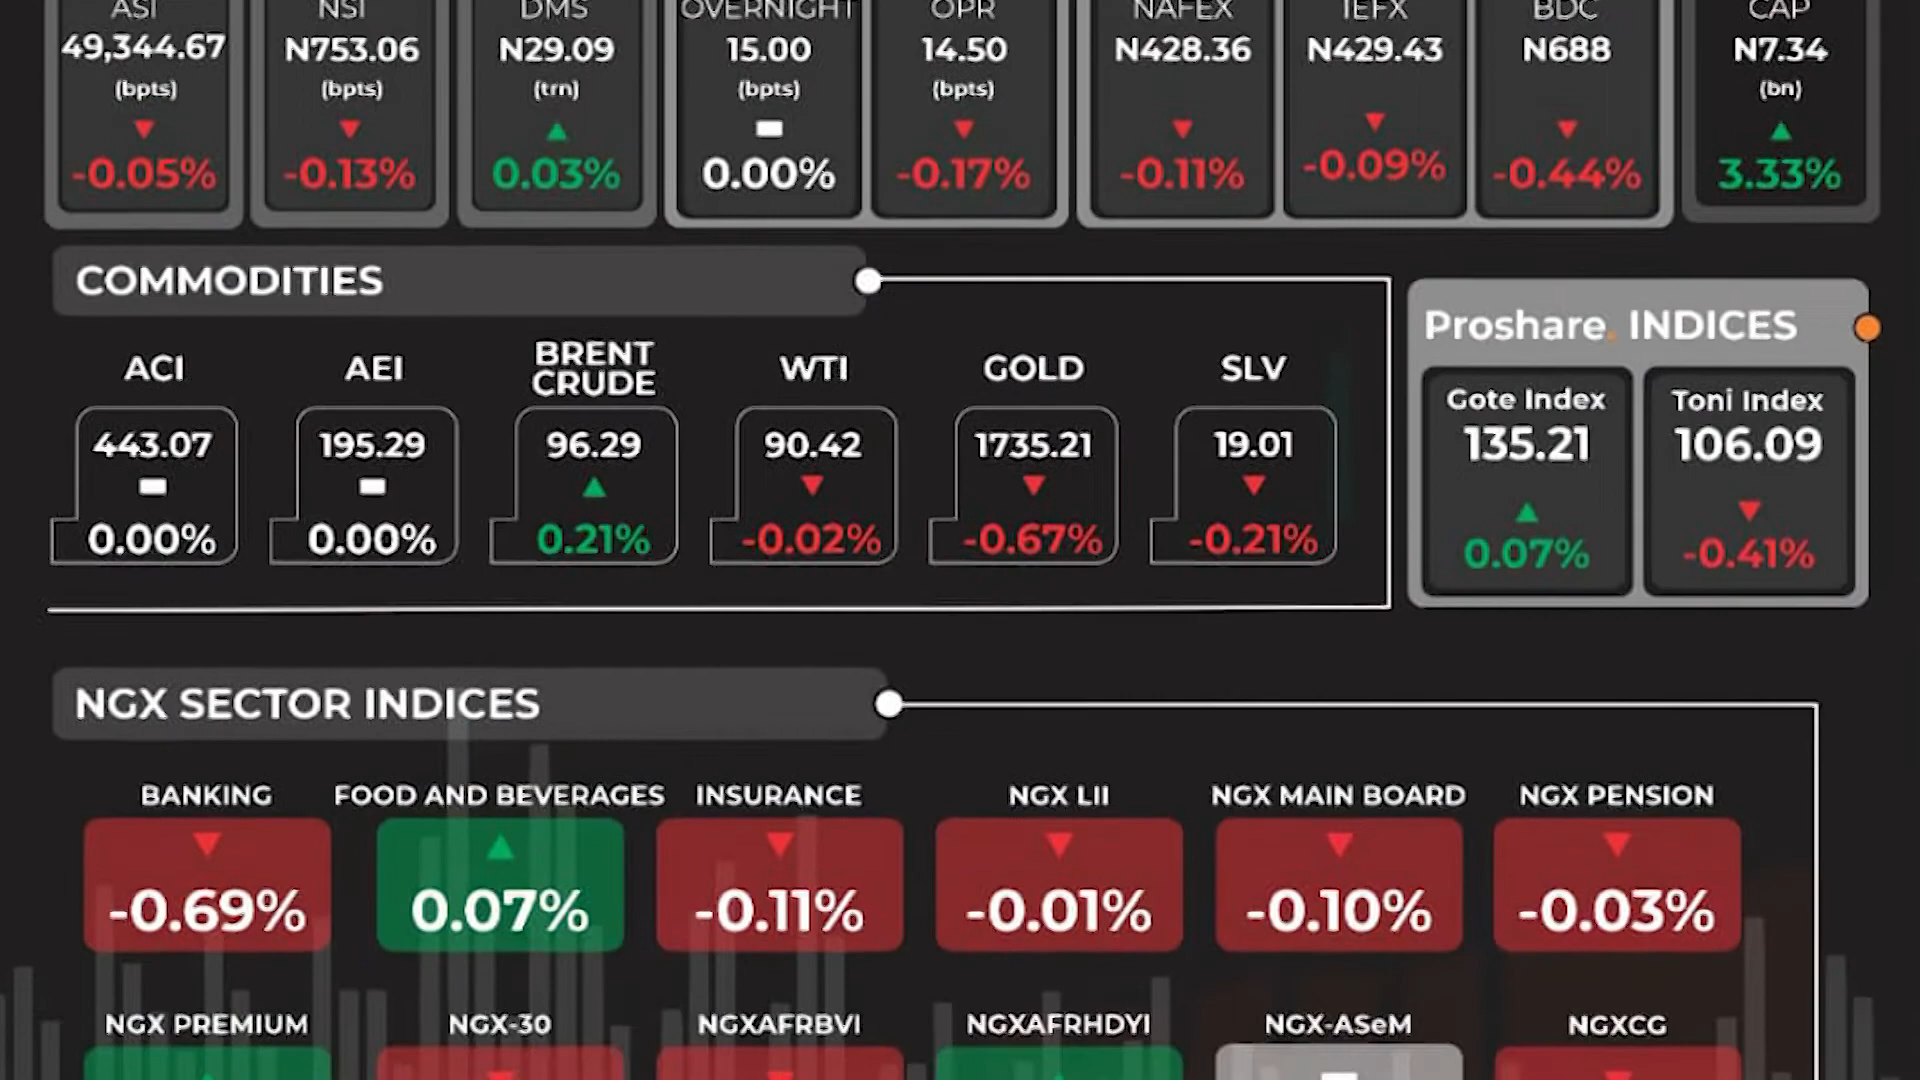 ASI NSI DMS OVERNIGHT OPR NAFEX IEFX BDC CAP
49,344.67 N753.06 N29.09 15.00 14.50 N428.36 N429.43 N688 N7.34
(bpts) (bpts) (trn) (bpts) (bpts) (bn)
-0.05% -0.13% 0.03% 0.00% -0.17% -0.11% -0.09% -0.44% 3.33%
COMMODITIES
ACI AEI BRENT CRUDE WTI GOLD SLV
443.07 195.29 96.29 90.42 1735.21 19.01
0.00% 0.00% 0.21% -0.02% -0.67% -0.21%
Proshare. INDICES
Gote Index Toni Index
135.21 106.09
0.07% -0.41%
NGX SECTOR INDICES
BANKING FOOD AND BEVERAGES INSURANCE NGX LII NGX MAIN BOARD NGX PENSION
-0.69% 0.07% -0.11% -0.01% -0.10% -0.03%
NGX PREMIUM NGX-30 NGXAFRBVI NGXAFRHDYI NGX-ASeM NGXCG